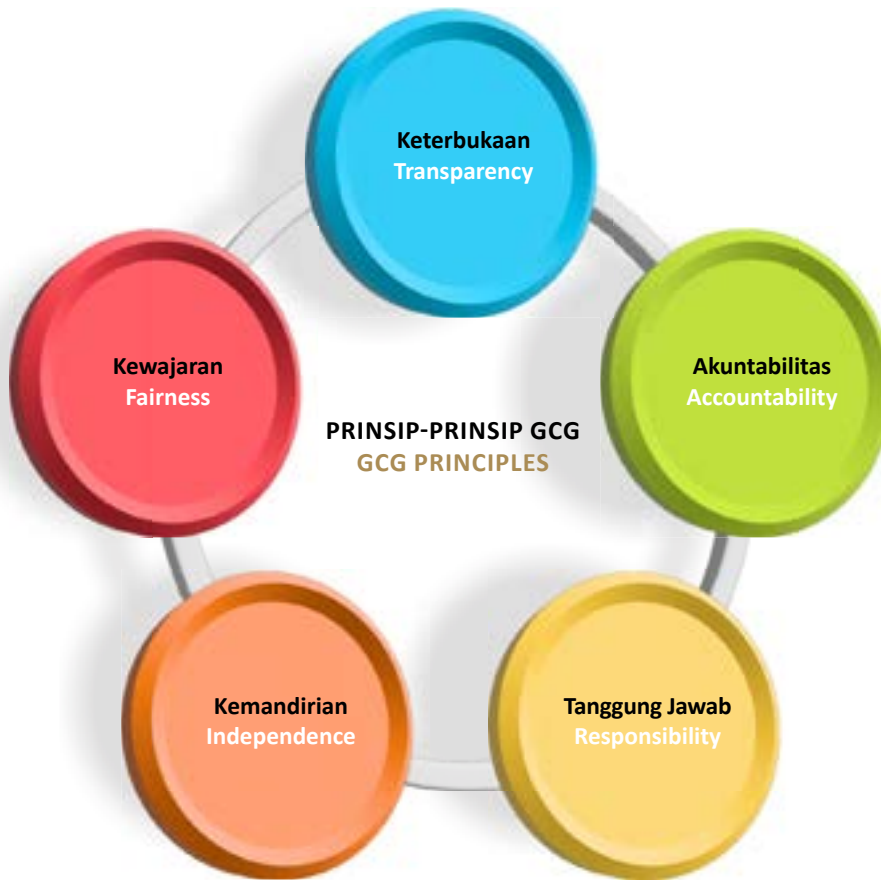 Keterbukaan
Transparency
Akuntabilitas
Accountability
Tanggung Jawab
Responsibility
Kemandirian
Independence
Kewajaran
Fairness
PRINSIP-PRINSIP GCG
GCG PRINCIPLES